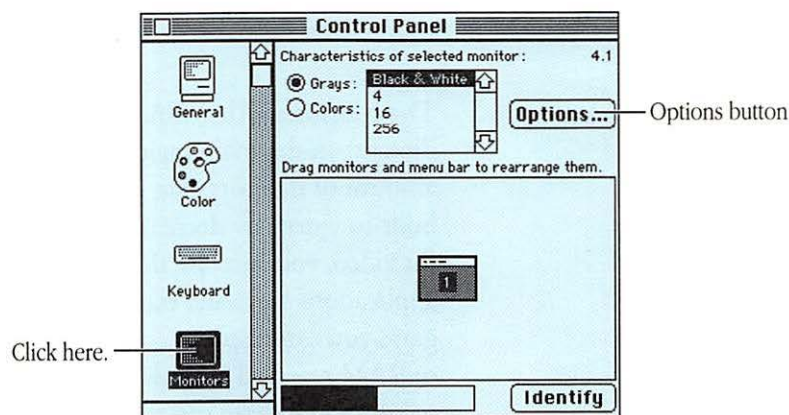 Control Panel
General
Color
Keyboard
Monitors
Characteristics of selected monitor:
4.1
Grays:
Colors:
Black & White
4
16
256
Options...
Drag monitors and menu bar to rearrange them.
1
Identify
Options button
Click here.